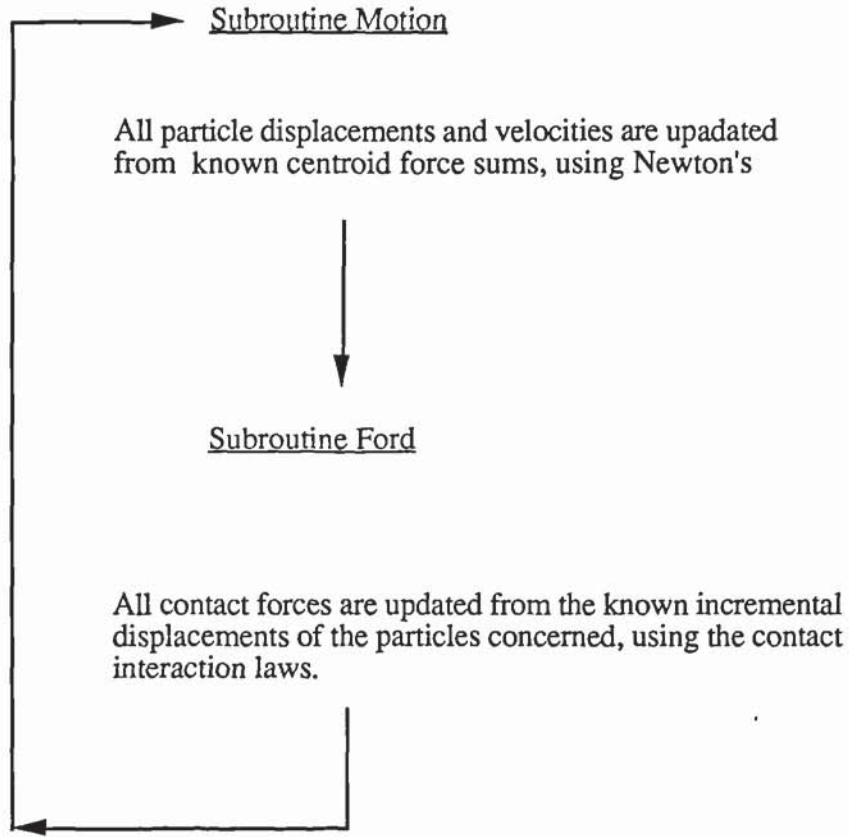 Subroutine Motion
All particle displacements and velocities are upadated
from known centroid force sums, using Newton's
Subroutine Ford
All contact forces are updated from the known incremental
displacements of the particles concerned, using the contact
interaction laws.